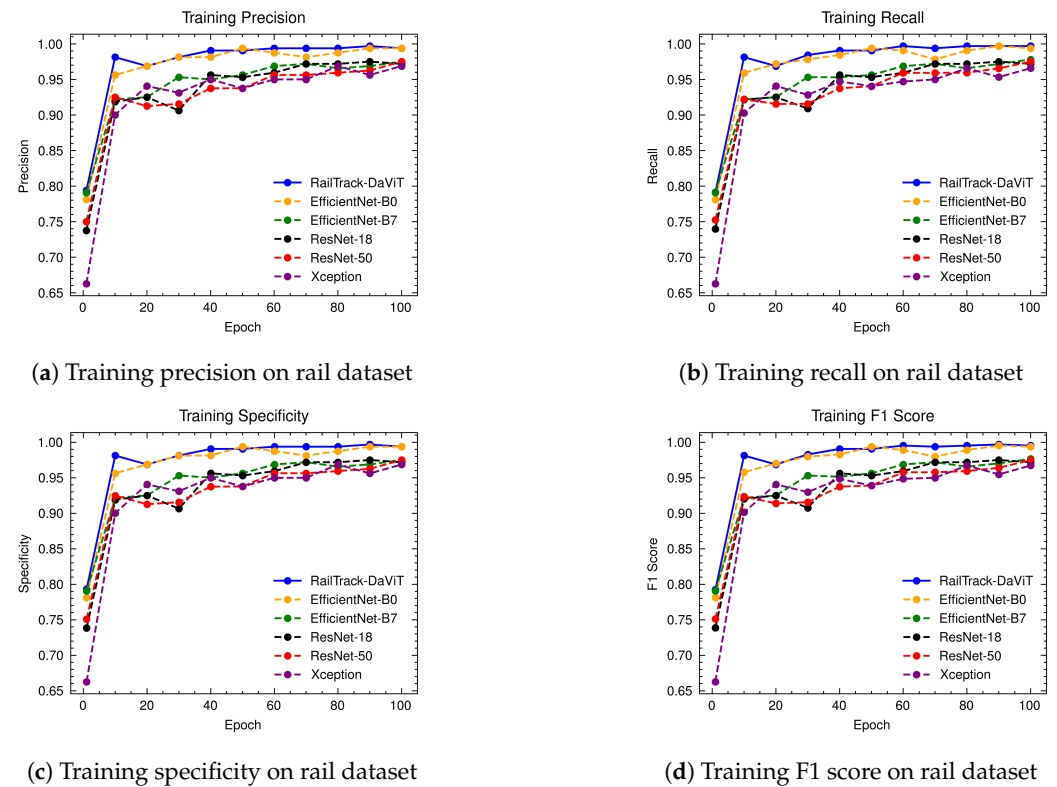 Training Precision
1.00
0.95
0.90
0.85
0.80
0.75
0.70
0.65
Precision
RailTrack-DaViT
EfficientNet-B0
EfficientNet-B7
ResNet-18
ResNet-50
Xception
0 20 40 60 80 100
Epoch
(a) Training precision on rail dataset
Training Recall
1.00
0.95
0.90
0.85
0.80
0.75
0.70
0.65
Recall
RailTrack-DaViT
EfficientNet-B0
EfficientNet-B7
ResNet-18
ResNet-50
Xception
0 20 40 60 80 100
Epoch
(b) Training recall on rail dataset
Training Specificity
1.00
0.95
0.90
0.85
0.80
0.75
0.70
0.65
Specificity
RailTrack-DaViT
EfficientNet-B0
EfficientNet-B7
ResNet-18
ResNet-50
Xception
0 20 40 60 80 100
Epoch
(c) Training specificity on rail dataset
Training F1 Score
1.00
0.95
0.90
0.85
0.80
0.75
0.70
0.65
F1 Score
RailTrack-DaViT
EfficientNet-B0
EfficientNet-B7
ResNet-18
ResNet-50
Xception
0 20 40 60 80 100
Epoch
(d) Training F1 score on rail dataset